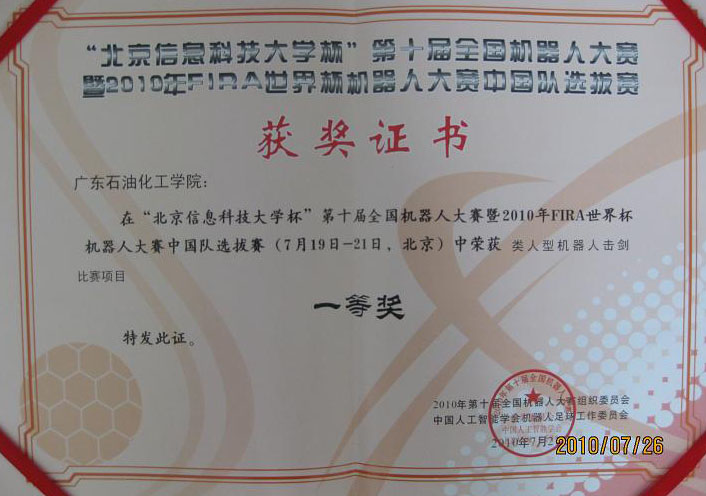 “北京信息科技大学杯”第十届全国机器人大赛
暨2010年FIRA世界杯机器人大赛中国队选拔赛
获奖证书
广东石油化工学院：
在“北京信息科技大学杯”第十届全国机器人大赛暨2010年FIRA世界杯
机器人大赛中国队选拔赛（7月19日-21日，北京）中荣获 类人型机器人击剑
比赛项目
一等奖
特发此证。
2010年第十届全国机器人大赛组织委员会
中国人工智能学会机器人足球工作委员会
2010年7月2
2010/07/26